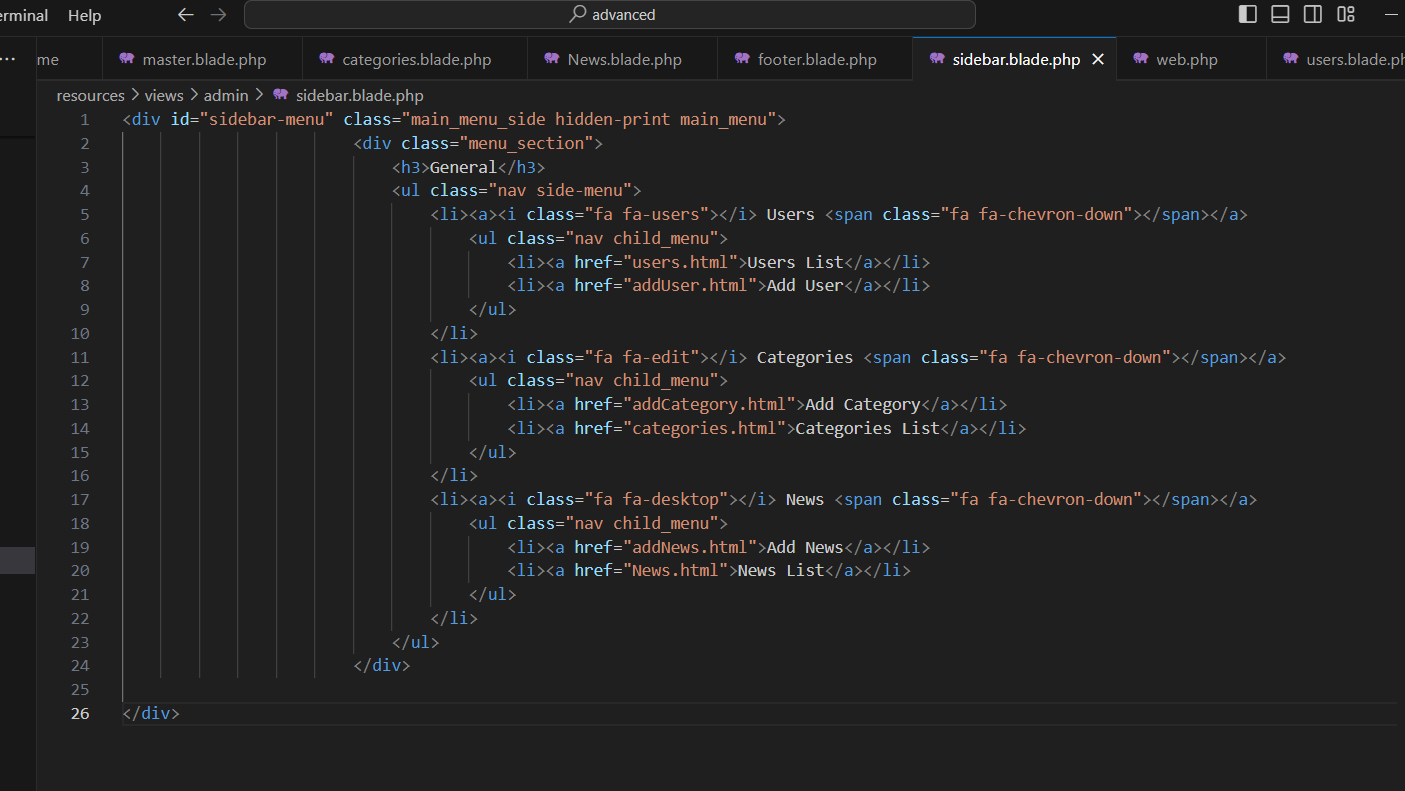 erminal Help advanced
me master.blade.php categories.blade.php News.blade.php footer.blade.php sidebar.blade.php web.php users.blade.ph
resources > views > admin > sidebar.blade.php
1 <div id="sidebar-menu" class="main_menu_side hidden-print main_menu">
2 <div class="menu_section">
3 <h3>General</h3>
4 <ul class="nav side-menu">
5 <li><a><i class="fa fa-users"></i> Users <span class="fa fa-chevron-down"></span></a>
6 <ul class="nav child_menu">
7 <li><a href="users.html">Users List</a></li>
8 <li><a href="addUser.html">Add User</a></li>
9 </ul>
10 </li>
11 <li><a><i class="fa fa-edit"></i> Categories <span class="fa fa-chevron-down"></span></a>
12 <ul class="nav child_menu">
13 <li><a href="addCategory.html">Add Category</a></li>
14 <li><a href="categories.html">Categories List</a></li>
15 </ul>
16 </li>
17 <li><a><i class="fa fa-desktop"></i> News <span class="fa fa-chevron-down"></span></a>
18 <ul class="nav child_menu">
19 <li><a href="addNews.html">Add News</a></li>
20 <li><a href="News.html">News List</a></li>
21 </ul>
22 </li>
23 </ul>
24 </div>
25
26 </div>